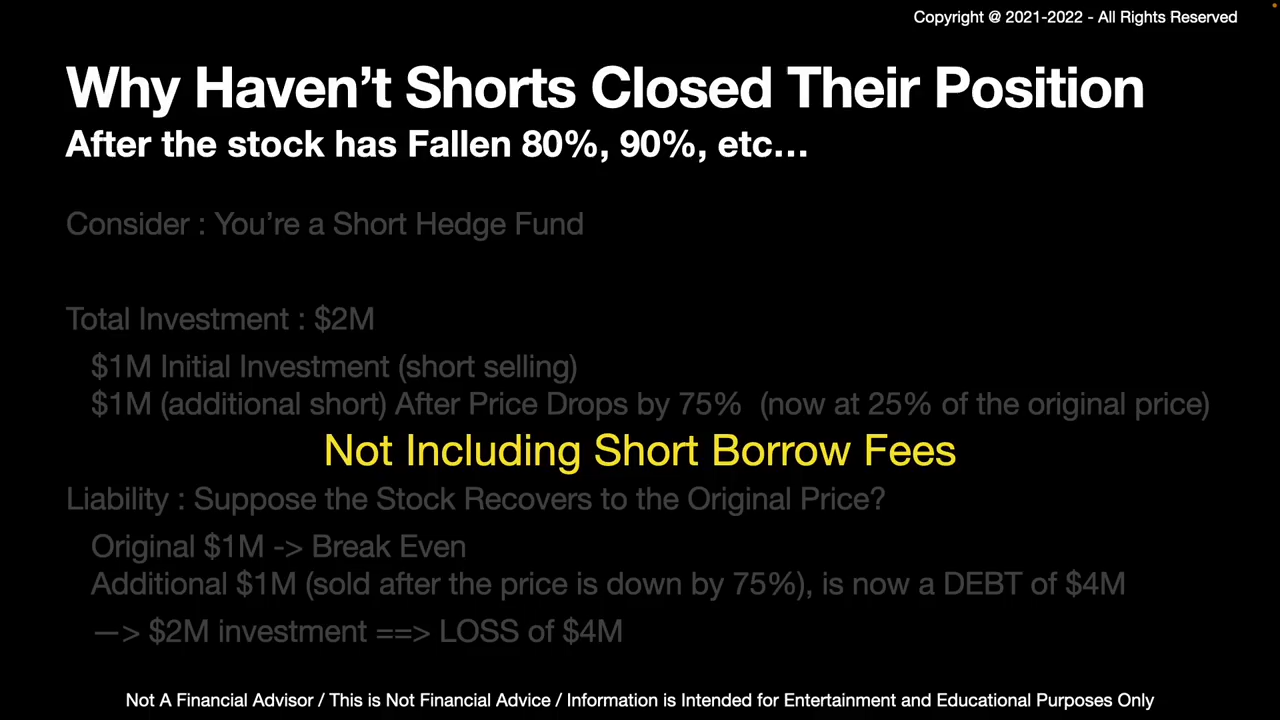 Copyright @ 2021-2022 - All Rights Reserved
Why Haven’t Shorts Closed Their Position
After the stock has Fallen 80%, 90%, etc…
Consider : You’re a Short Hedge Fund
Total Investment : $2M
$1M Initial Investment (short selling)
$1M (additional short) After Price Drops by 75% (now at 25% of the original price)
Not Including Short Borrow Fees
Liability : Suppose the Stock Recovers to the Original Price?
Original $1M -> Break Even
Additional $1M (sold after the price is down by 75%), is now a DEBT of $4M
—> $2M investment ==> LOSS of $4M
Not A Financial Advisor / This is Not Financial Advice / Information is Intended for Entertainment and Educational Purposes Only